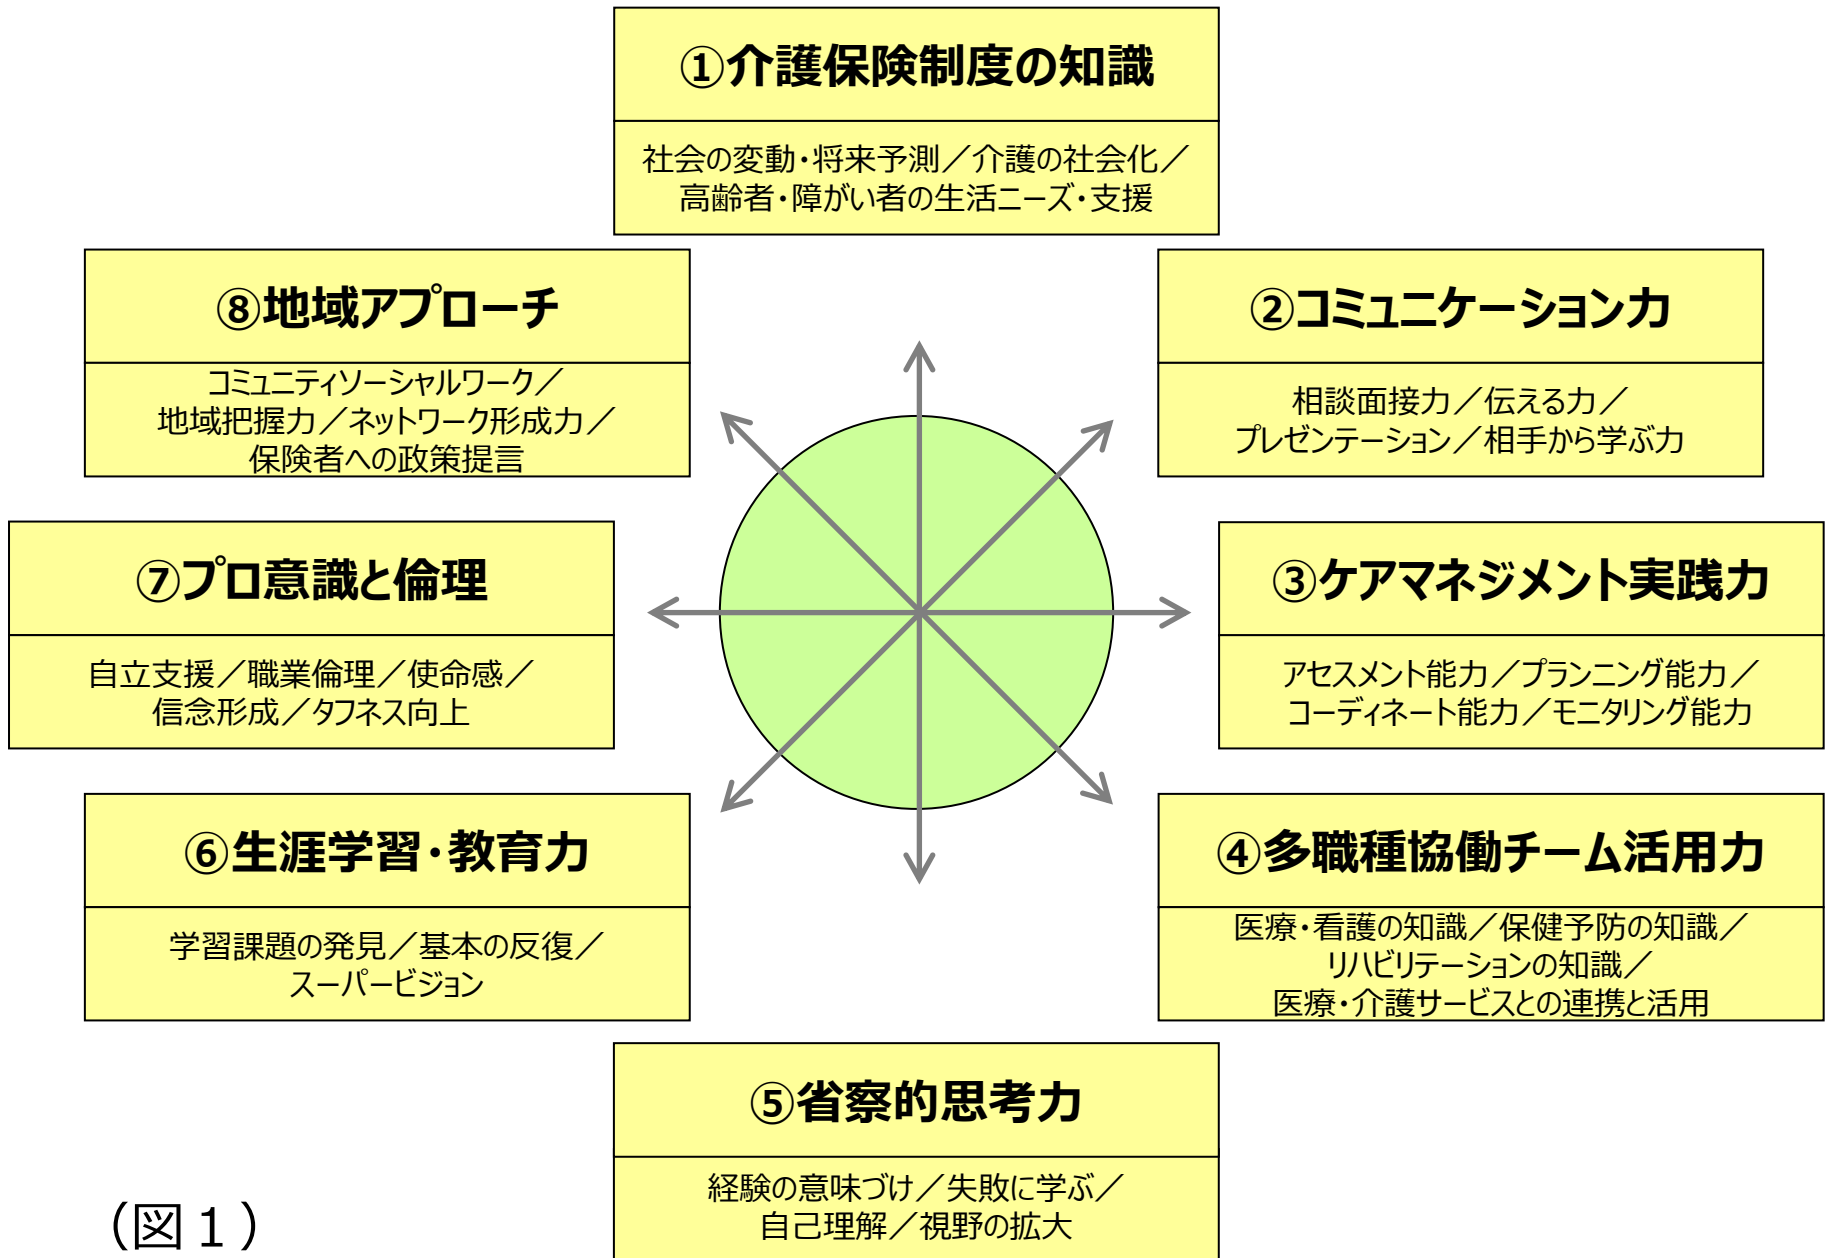 ①介護保険制度の知識
社会の変動・将来予測／介護の社会化／
高齢者・障がい者の生活ニーズ・支援
②コミュニケーション力
相談面接力／伝える力／
プレゼンテーション／相手から学ぶ力
③ケアマネジメント実践力
アセスメント能力／プランニング能力／
コーディネート能力／モニタリング能力
④多職種協働チーム活用力
医療・看護の知識／保健予防の知識／
リハビリテーションの知識／
医療・介護サービスとの連携と活用
⑤省察的思考力
経験の意味づけ／失敗に学ぶ／
自己理解／視野の拡大
⑥生涯学習・教育力
学習課題の発見／基本の反復／
スーパービジョン
⑦プロ意識と倫理
自立支援／職業倫理／使命感／
信念形成／タフネス向上
⑧地域アプローチ
コミュニティソーシャルワーク／
地域把握力／ネットワーク形成力／
保険者への政策提言
（図１）